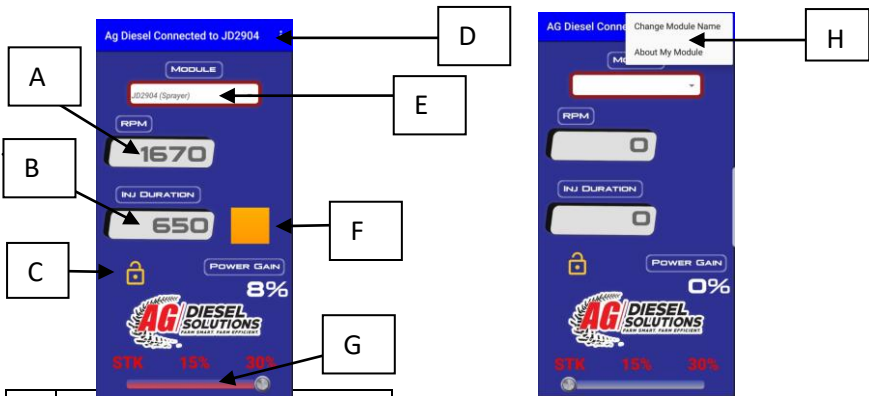 Ag Diesel Connected to JD2904
MODULE
JD2904 (Sprayer)
RPM
1670
INJ DURATION
650
POWER GAIN
8%
AG DIESEL
SOLUTIONS
FARM SMART. FARM EFFICIENT.
STK 15% 30%
A
B
C
D
E
F
G
AG Diesel Conne
Change Module Name
About My Module
MO
RPM
0
INJ DURATION
0
POWER GAIN
0%
AG DIESEL
SOLUTIONS
FARM SMART. FARM EFFICIENT.
STK 15% 30%
H